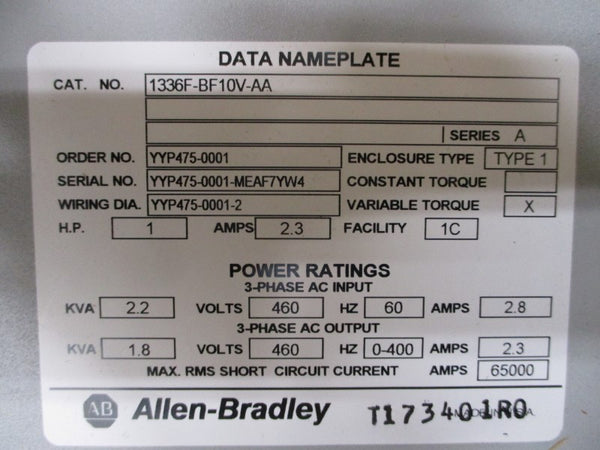 DATA NAMEPLATE
CAT. NO. 1336F-BF10V-AA
SERIES A
ORDER NO. YYP475-0001 ENCLOSURE TYPE TYPE 1
SERIAL NO. YYP475-0001-MEAF7YW4 CONSTANT TORQUE
WIRING DIA. YYP475-0001-2 VARIABLE TORQUE X
H.P. 1 AMPS 2.3 FACILITY 1C
POWER RATINGS
3-PHASE AC INPUT
KVA 2.2 VOLTS 460 HZ 60 AMPS 2.8
3-PHASE AC OUTPUT
KVA 1.8 VOLTS 460 HZ 0-400 AMPS 2.3
MAX. RMS SHORT CIRCUIT CURRENT AMPS 65000
AB Allen-Bradley T173401R0